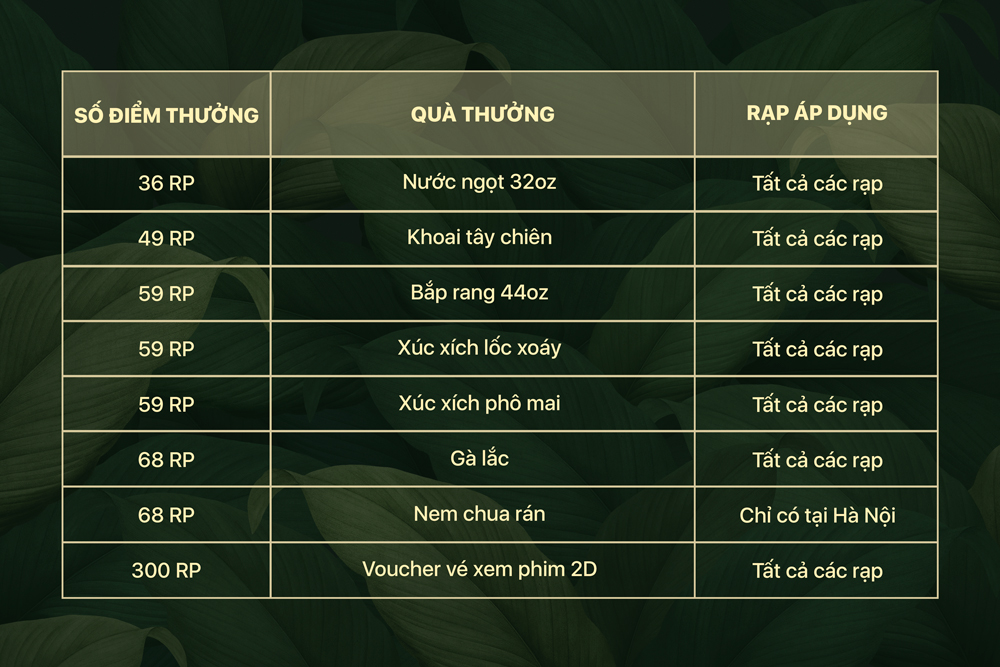 SỐ ĐIỂM THƯỞNG QUÀ THƯỞNG RẠP ÁP DỤNG
36 RP Nước ngọt 32oz Tất cả các rạp
49 RP Khoai tây chiên Tất cả các rạp
59 RP Bắp rang 44oz Tất cả các rạp
59 RP Xúc xích lốc xoáy Tất cả các rạp
59 RP Xúc xích phô mai Tất cả các rạp
68 RP Gà lắc Tất cả các rạp
68 RP Nem chua rán Chỉ có tại Hà Nội
300 RP Voucher vé xem phim 2D Tất cả các rạp